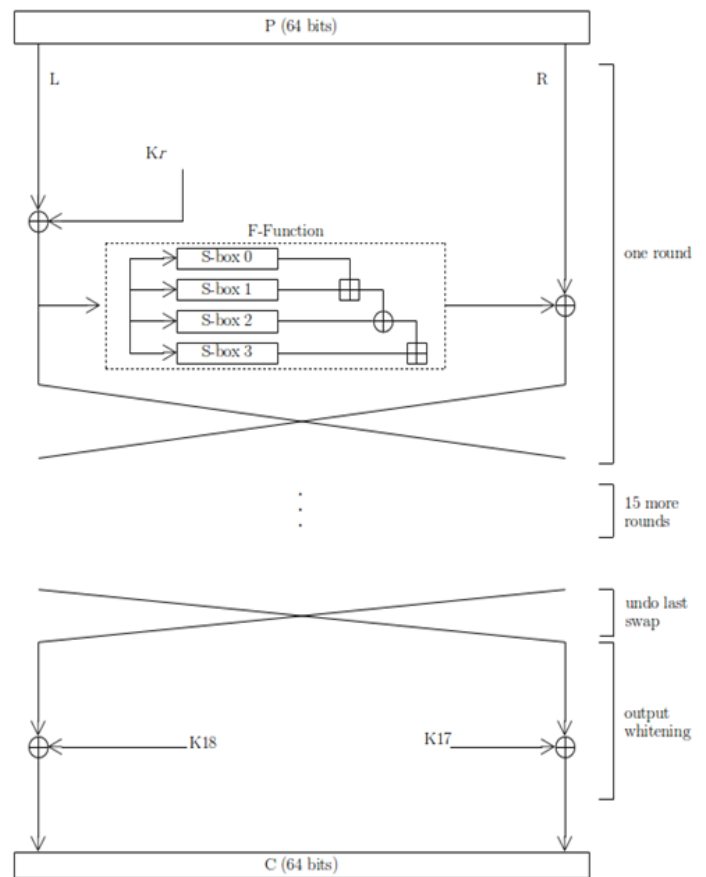 P (64 bits)
L
R
Kr
F-Function
S-box 0
S-box 1
S-box 2
S-box 3
one round
15 more
rounds
undo last
swap
output
whitening
K18
K17
C (64 bits)